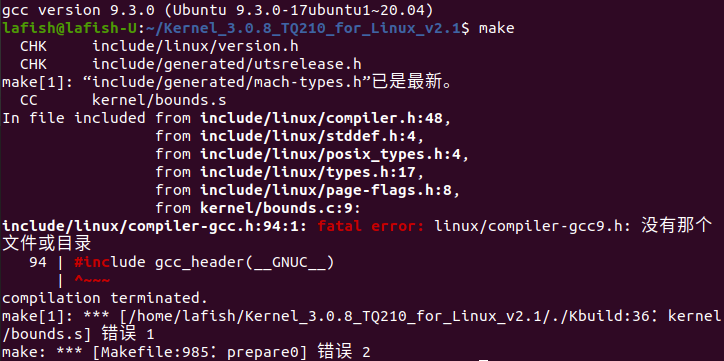 gcc version 9.3.0 (Ubuntu 9.3.0-17ubuntu1~20.04)
lafish@lafish-U:~/Kernel_3.0.8_TQ210_for_Linux_v2.1$ make
  CHK     include/linux/version.h
  CHK     include/generated/utsrelease.h
make[1]: “include/generated/mach-types.h”已是最新。
  CC      kernel/bounds.s
In file included from include/linux/compiler.h:48,
                 from include/linux/stddef.h:4,
                 from include/linux/posix_types.h:4,
                 from include/linux/types.h:17,
                 from include/linux/page-flags.h:8,
                 from kernel/bounds.c:9:
include/linux/compiler-gcc.h:94:1: fatal error: linux/compiler-gcc9.h: 没有那个
文件或目录
   94 | #include gcc_header(__GNUC__)
      | ^~~~
compilation terminated.
make[1]: *** [/home/lafish/Kernel_3.0.8_TQ210_for_Linux_v2.1/./Kbuild:36：kernel
/bounds.s] 错误 1
make: *** [Makefile:985：prepare0] 错误 2